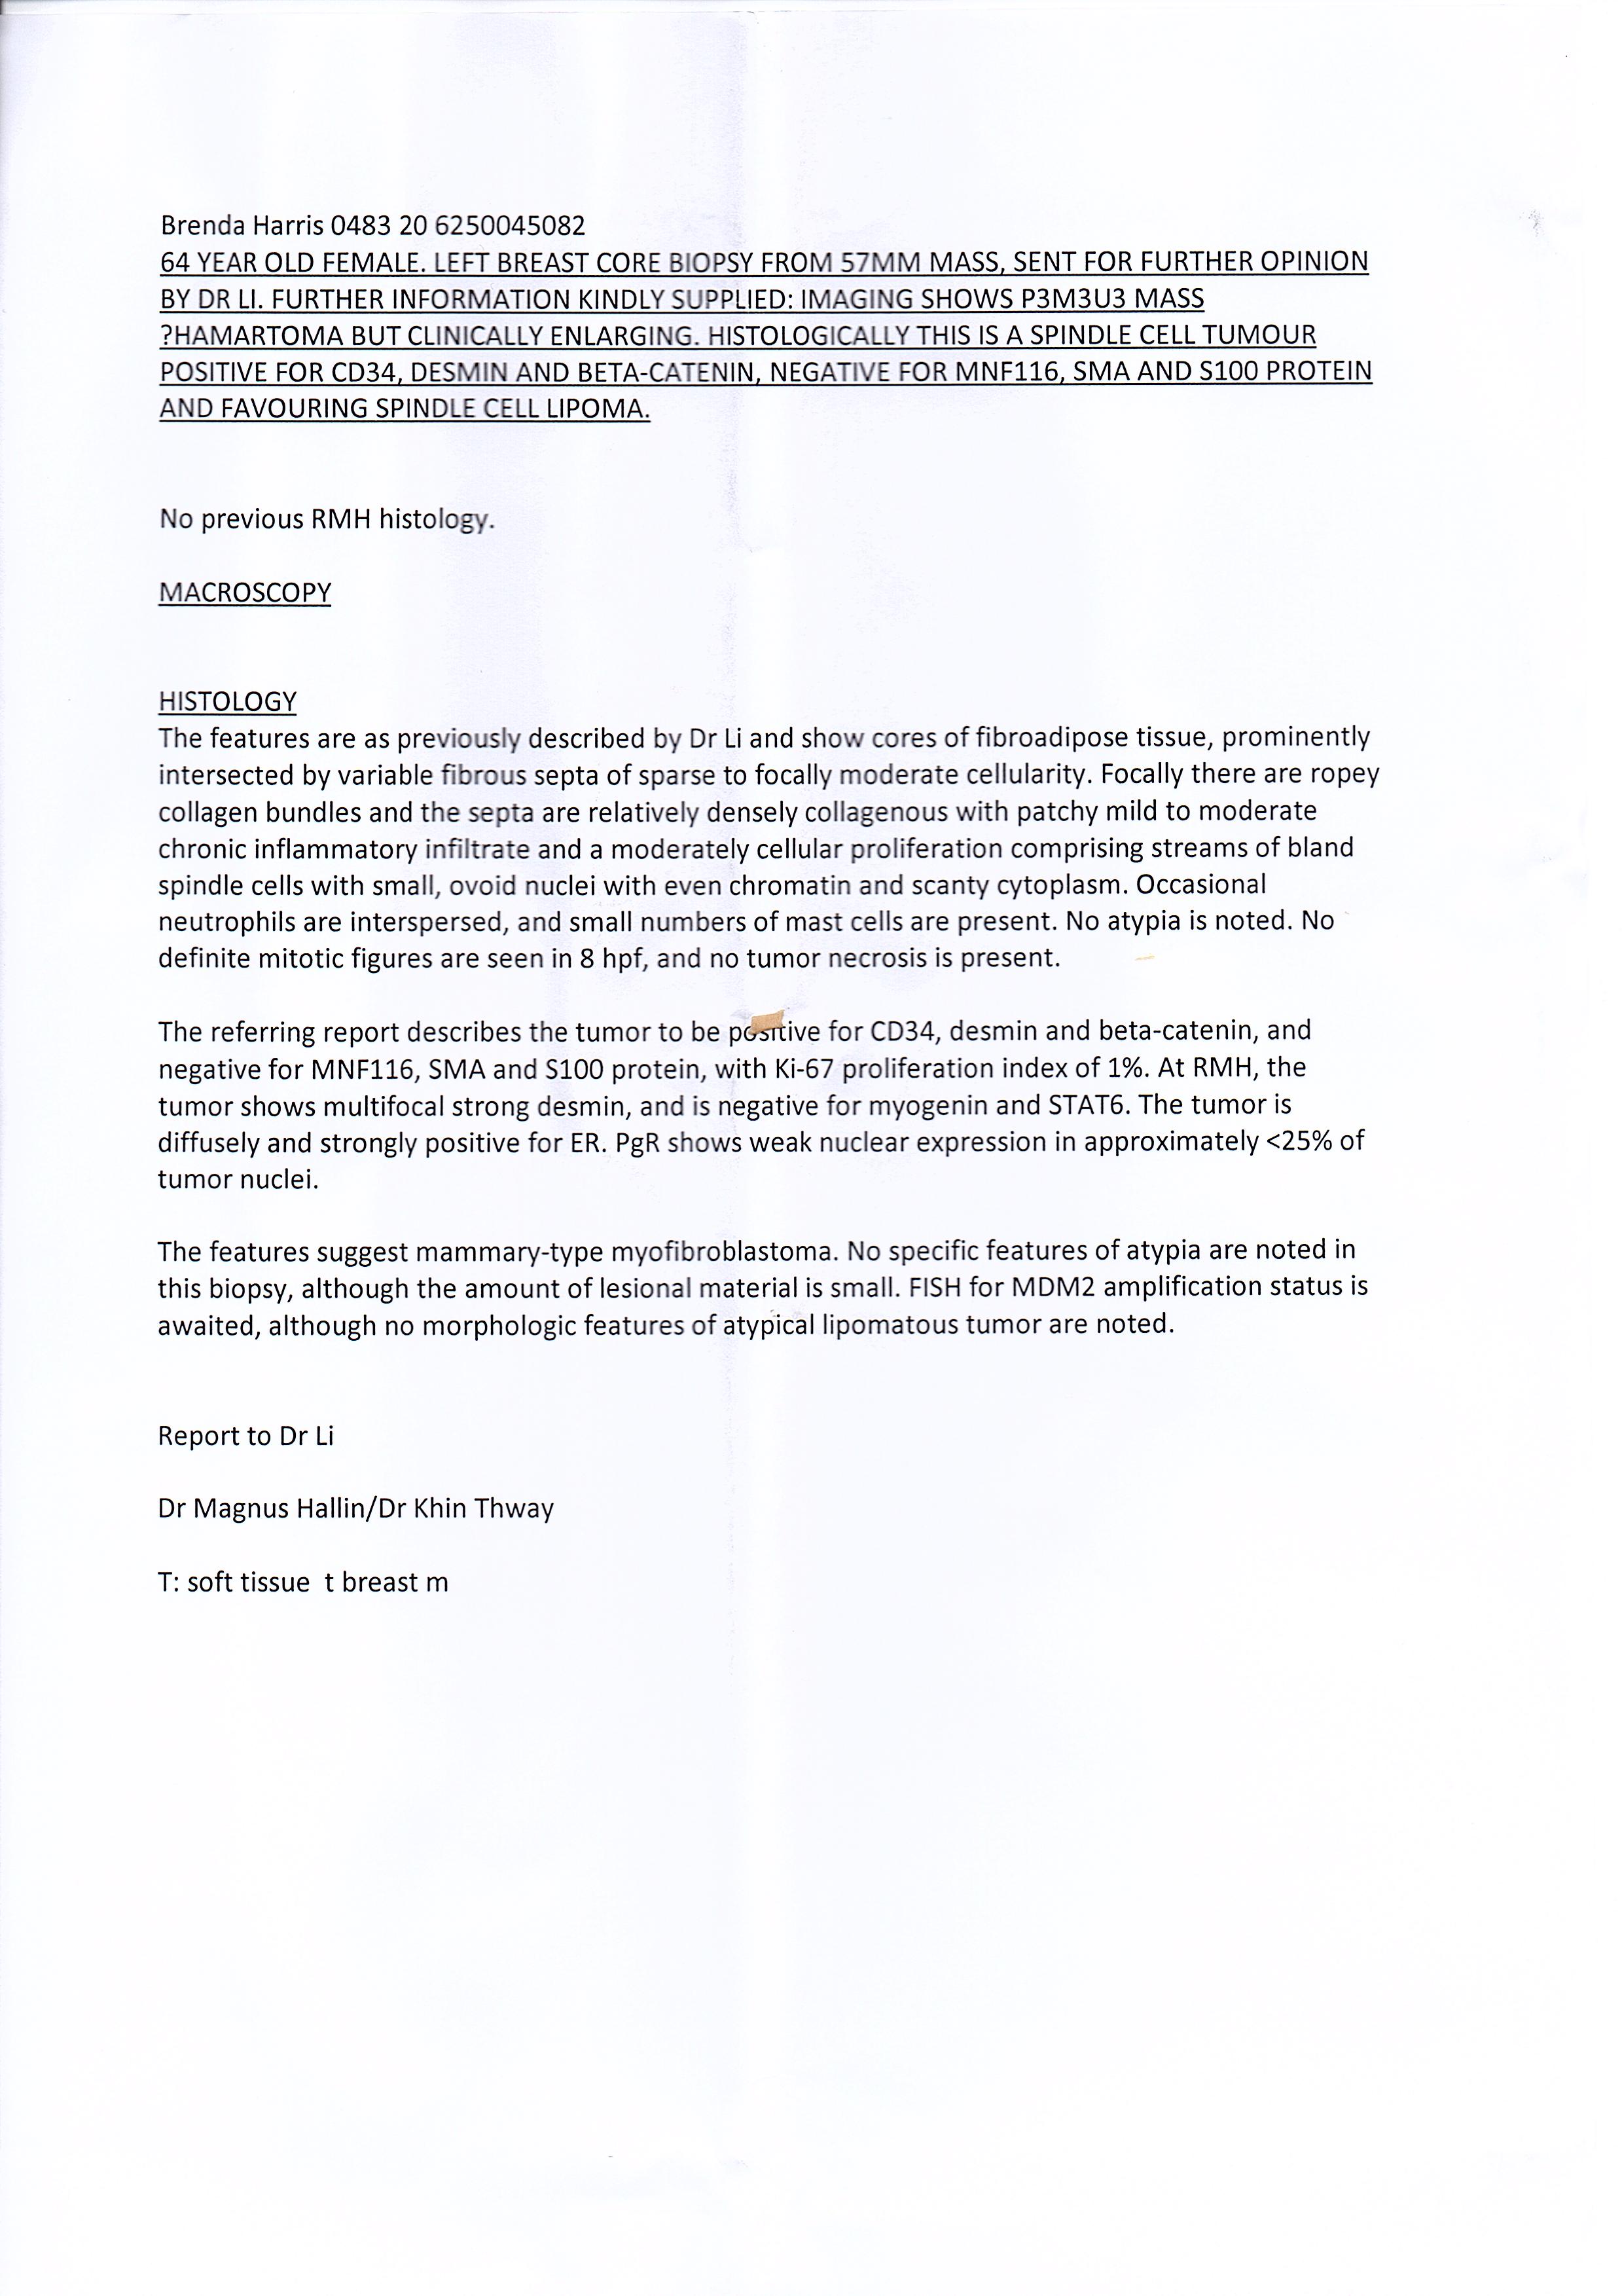 Brenda Harris 0483 20 6250045082
64 YEAR OLD FEMALE. LEFT BREAST CORE BIOPSY FROM 57MM MASS, SENT FOR FURTHER OPINION
BY DR LI. FURTHER INFORMATION KINDLY SUPPLIED: IMAGING SHOWS P3M3U3 MASS
?HAMARTOMA BUT CLINICALLY ENLARGING. HISTOLOGICALLY THIS IS A SPINDLE CELL TUMOUR
POSITIVE FOR CD34, DESMIN AND BETA-CATENIN, NEGATIVE FOR MNF116, SMA AND S100 PROTEIN
AND FAVOURING SPINDLE CELL LIPOMA.
No previous RMH histology.
MACROSCOPY
HISTOLOGY
The features are as previously described by Dr Li and show cores of fibroadipose tissue, prominently
intersected by variable fibrous septa of sparse to focally moderate cellularity. Focally there are ropey
collagen bundles and the septa are relatively densely collagenous with patchy mild to moderate
chronic inflammatory infiltrate and a moderately cellular proliferation comprising streams of bland
spindle cells with small, ovoid nuclei with even chromatin and scanty cytoplasm. Occasional
neutrophils are interspersed, and small numbers of mast cells are present. No atypia is noted. No
definite mitotic figures are seen in 8 hpf, and no tumor necrosis is present.
The referring report describes the tumor to be positive for CD34, desmin and beta-catenin, and
negative for MNF116, SMA and S100 protein, with Ki-67 proliferation index of 1%. At RMH, the
tumor shows multifocal strong desmin, and is negative for myogenin and STAT6. The tumor is
diffusely and strongly positive for ER. PgR shows weak nuclear expression in approximately <25% of
tumor nuclei.
The features suggest mammary-type myofibroblastoma. No specific features of atypia are noted in
this biopsy, although the amount of lesional material is small. FISH for MDM2 amplification status is
awaited, although no morphologic features of atypical lipomatous tumor are noted.
Report to Dr Li
Dr Magnus Hallin/Dr Khin Thway
T: soft tissue  t breast m